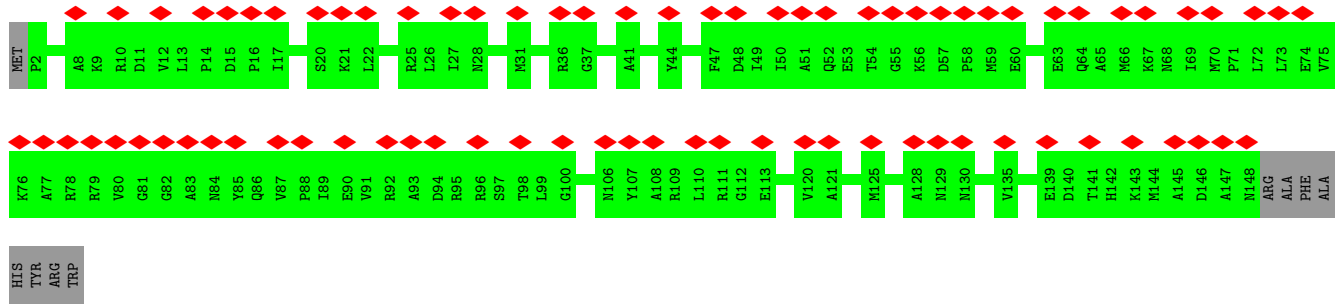 MET P2 A8 K9 R10 D11 V12 L13 P14 D15 P16 I17 S20 K21 L22 R25 L26 I27 N28 M31 R36 G37 A41 Y44 F47 D48 I49 I50 A51 Q52 E53 T54 G55 K56 D57 P58 M59 E60 E63 Q64 A65 M66 K67 N68 I69 M70 P71 L72 L73 E74 V75
K76 A77 R78 R79 V80 G81 G82 A83 N84 Y85 Q86 V87 P88 I89 E90 V91 R92 A93 D94 R95 R96 S97 T98 L99 G100 N106 Y107 A108 R109 L110 R111 G112 E113 V120 A121 M125 A128 N129 N130 V135 E139 D140 T141 H142 K143 M144 A145 D146 A147 N148 ARG ALA PHE ALA
HIS TYR ARG TRP